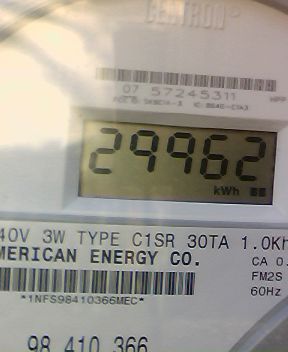 CENTRON
07 57245311
29962
kWh
40V 3W TYPE C1SR 30TA 1.0Kh
MERICAN ENERGY CO.
CA 0.
FM2S
60Hz
*1NFS98410366MEC*
98 410 366